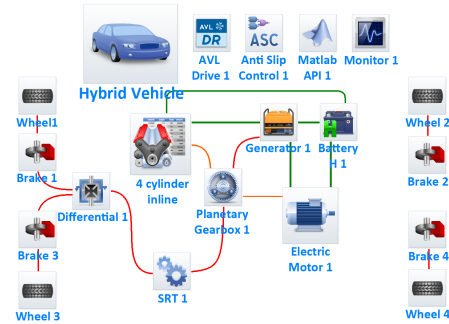 AVL
DR
ASC
AVL
Drive 1
Anti Slip
Control 1
Matlab
API 1
Monitor 1
Hybrid Vehicle
Wheel1
Wheel 2
Generator 1
Battery
H 1
Brake 1
4 cylinder
inline
Brake 2
Differential 1
Planetary
Gearbox 1
Electric
Motor 1
Brake 3
Brake 4
SRT 1
Wheel 3
Wheel 4